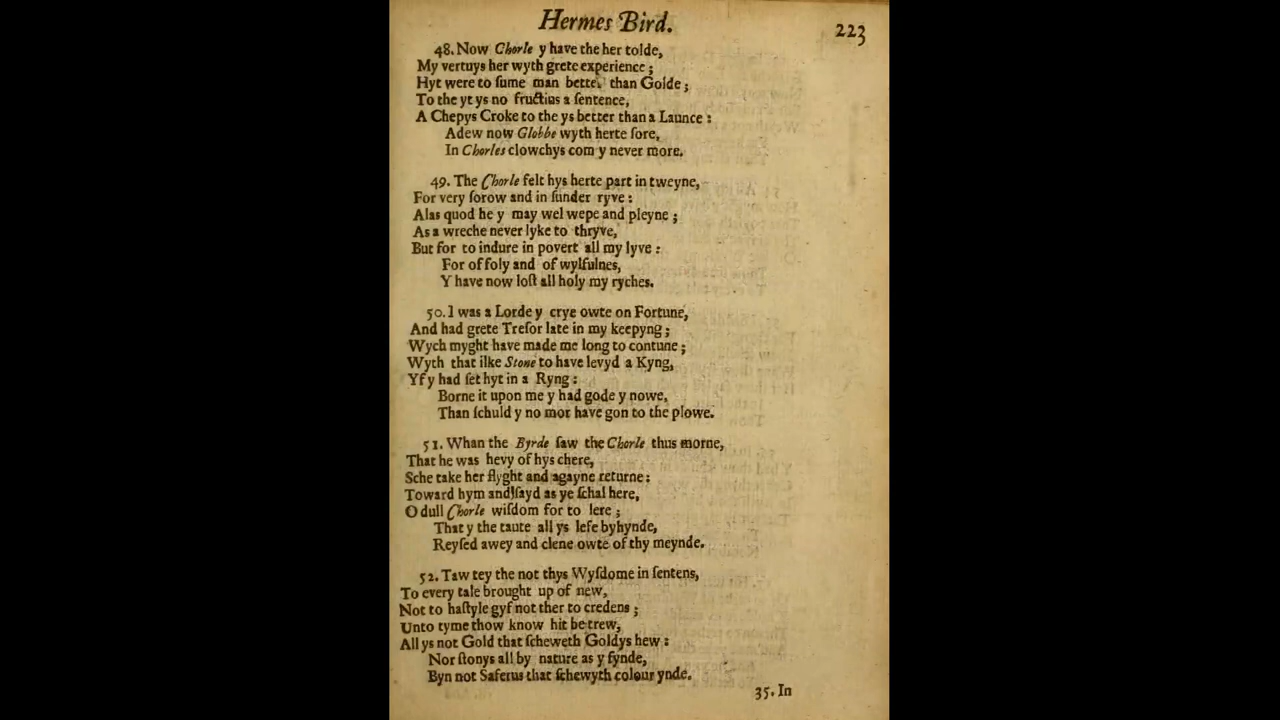 Hermes Bird.
223
48. Now Chorle y have the her tolde,
My vertuys her wyth grete experience ;
Hyt were to ſume man bette. than Golde ;
To the yt ys no fructius a ſentence,
A Chepys Croke to the ys better than a Launce :
Adew now Globbe wyth herte ſore,
In Chorles clowchys com y never more.
49. The Chorle felt hys herte part in tweyne,
For very ſorow and in ſunder ryve :
Alas quod he y may wel wepe and pleyne ;
As a wreche never lyke to thryve,
But for to indure in povert all my lyve :
For of foly and of wylfulnes,
Y have now loſt all holy my ryches.
50. I was a Lorde y crye owte on Fortune,
And had grete Treſor late in my keepyng ;
Wych myght have made me long to contune ;
Wyth that ilke Stone to have levyd a Kyng,
Yf y had ſet hyt in a Ryng :
Borne it upon me y had gode y nowe,
Than ſchuld y no mor have gon to the plowe.
51. Whan the Byrde ſaw the Chorle thus morne,
That he was hevy of hys chere,
Sche take her flyght and agayne returne :
Toward hym and ſayd as ye ſchal here,
O dull Chorle wiſdom for to lere ;
That y the taute all ys lefe byhynde,
Reyſed awey and clene owte of thy meynde.
52. Taw tey the not thys Wyſdome in ſentens,
To every tale brought up of new,
Not to haſtyle gyf not ther to credens ;
Unto tyme thow know hit be trew,
All ys not Gold that ſcheweth Goldys hew :
Nor ſtonys all by nature as y fynde,
Byn not Saferus that ſchewyth colour ynde.
35. In